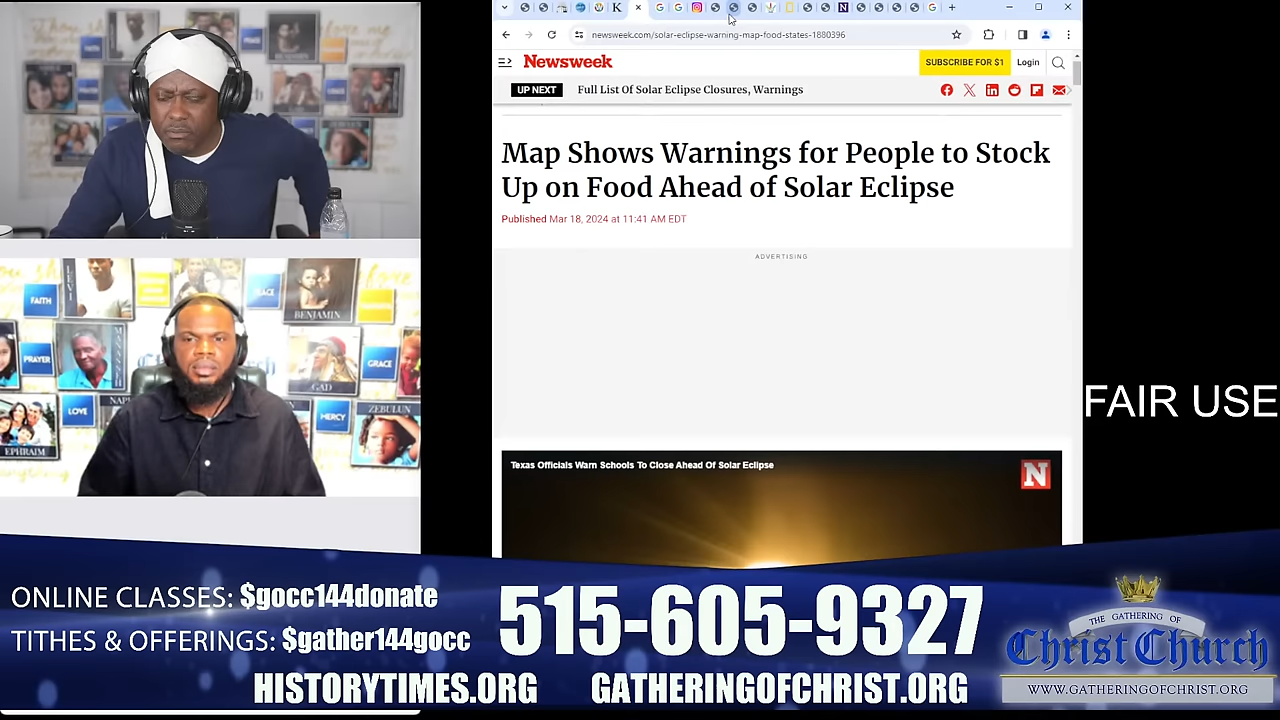 newsweek.com/solar-eclipse-warning-map-food-states-1880396
Newsweek
SUBSCRIBE FOR $1
Login
UP NEXT
Full List Of Solar Eclipse Closures, Warnings
Map Shows Warnings for People to Stock
Up on Food Ahead of Solar Eclipse
Published Mar 18, 2024 at 11:41 AM EDT
ADVERTISING
Texas Officials Warn Schools To Close Ahead Of Solar Eclipse
N
FAIR USE
FAITH
LEVI
GRACE
BENJAMIN
PRAYER
MANASSEH
Church
GAD
GRACE
LOVE
MERCY
ZEBULUN
EPHRAIM
ONLINE CLASSES: $gocc144donate
TITHES & OFFERINGS: $gather144gocc
515-605-9327
HISTORYTIMES.ORG
GATHERINGOFCHRIST.ORG
THE GATHERING OF
Christ Church
WWW.GATHERINGOFCHRIST.ORG